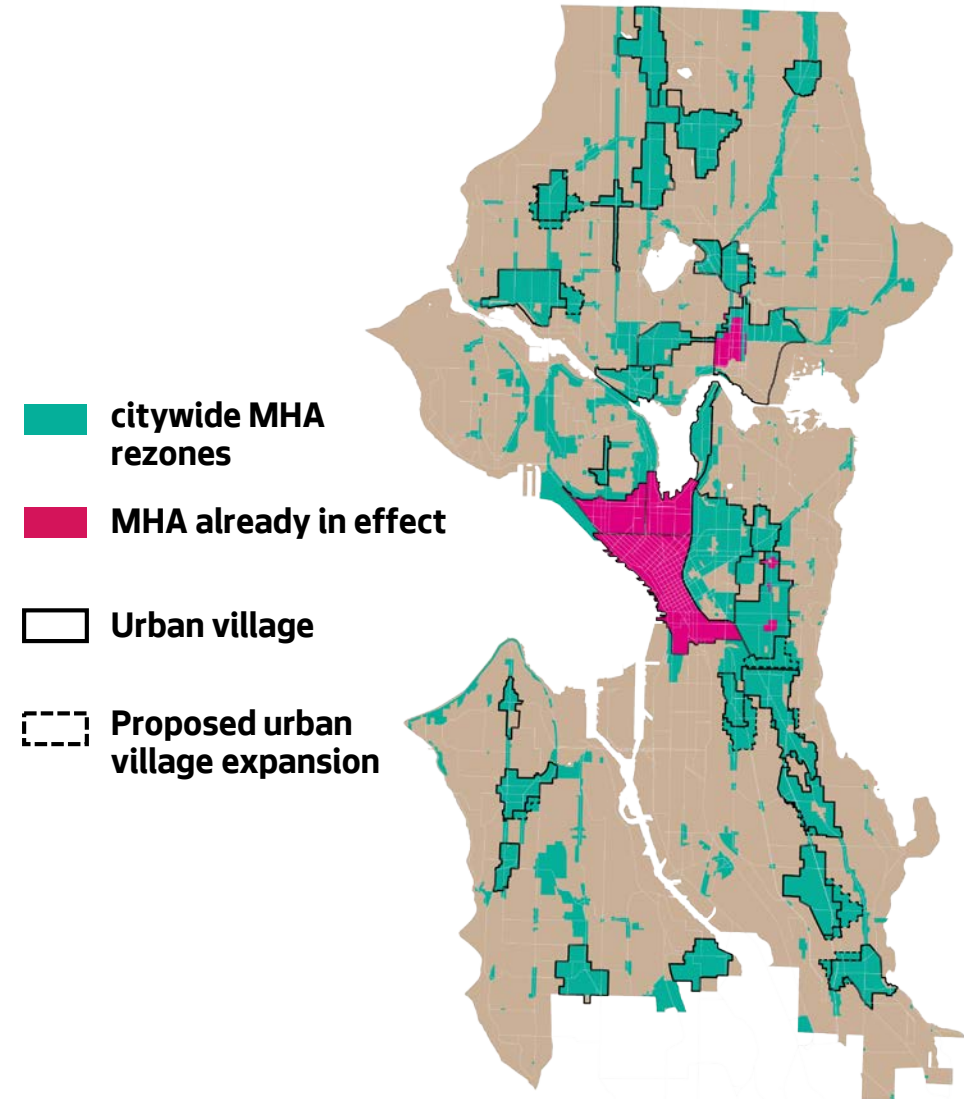 citywide MHA
rezones
MHA already in effect
Urban village
Proposed urban
village expansion